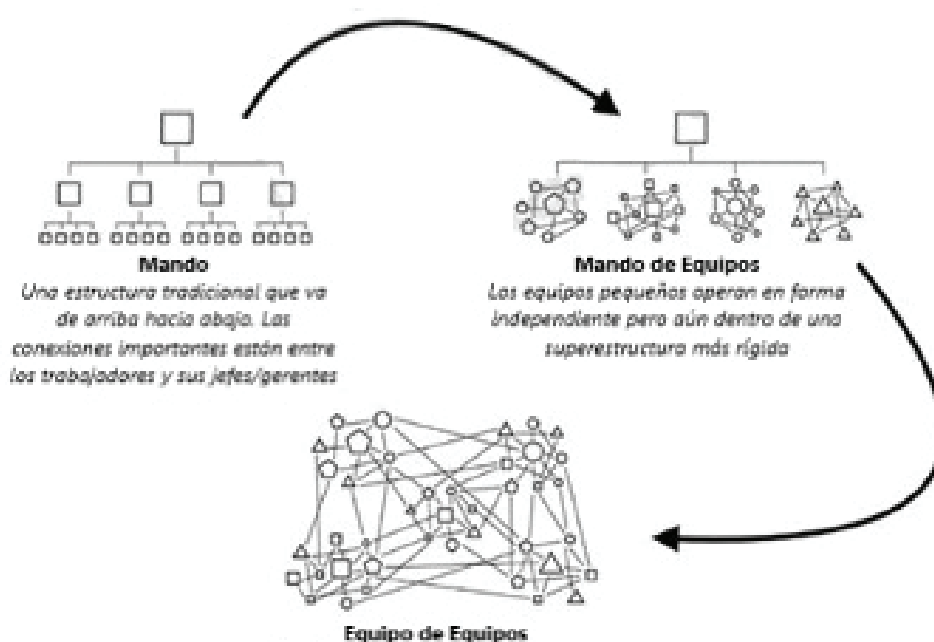 Mando
Una estructura tradicional que va
de arriba hacia abajo. Las
conexiones importantes están entre
los trabajadores y sus jefes/gerentes
Mando de Equipos
Los equipos pequeños operan en forma
independiente pero aún dentro de una
superestructura más rígida
Equipo de Equipos